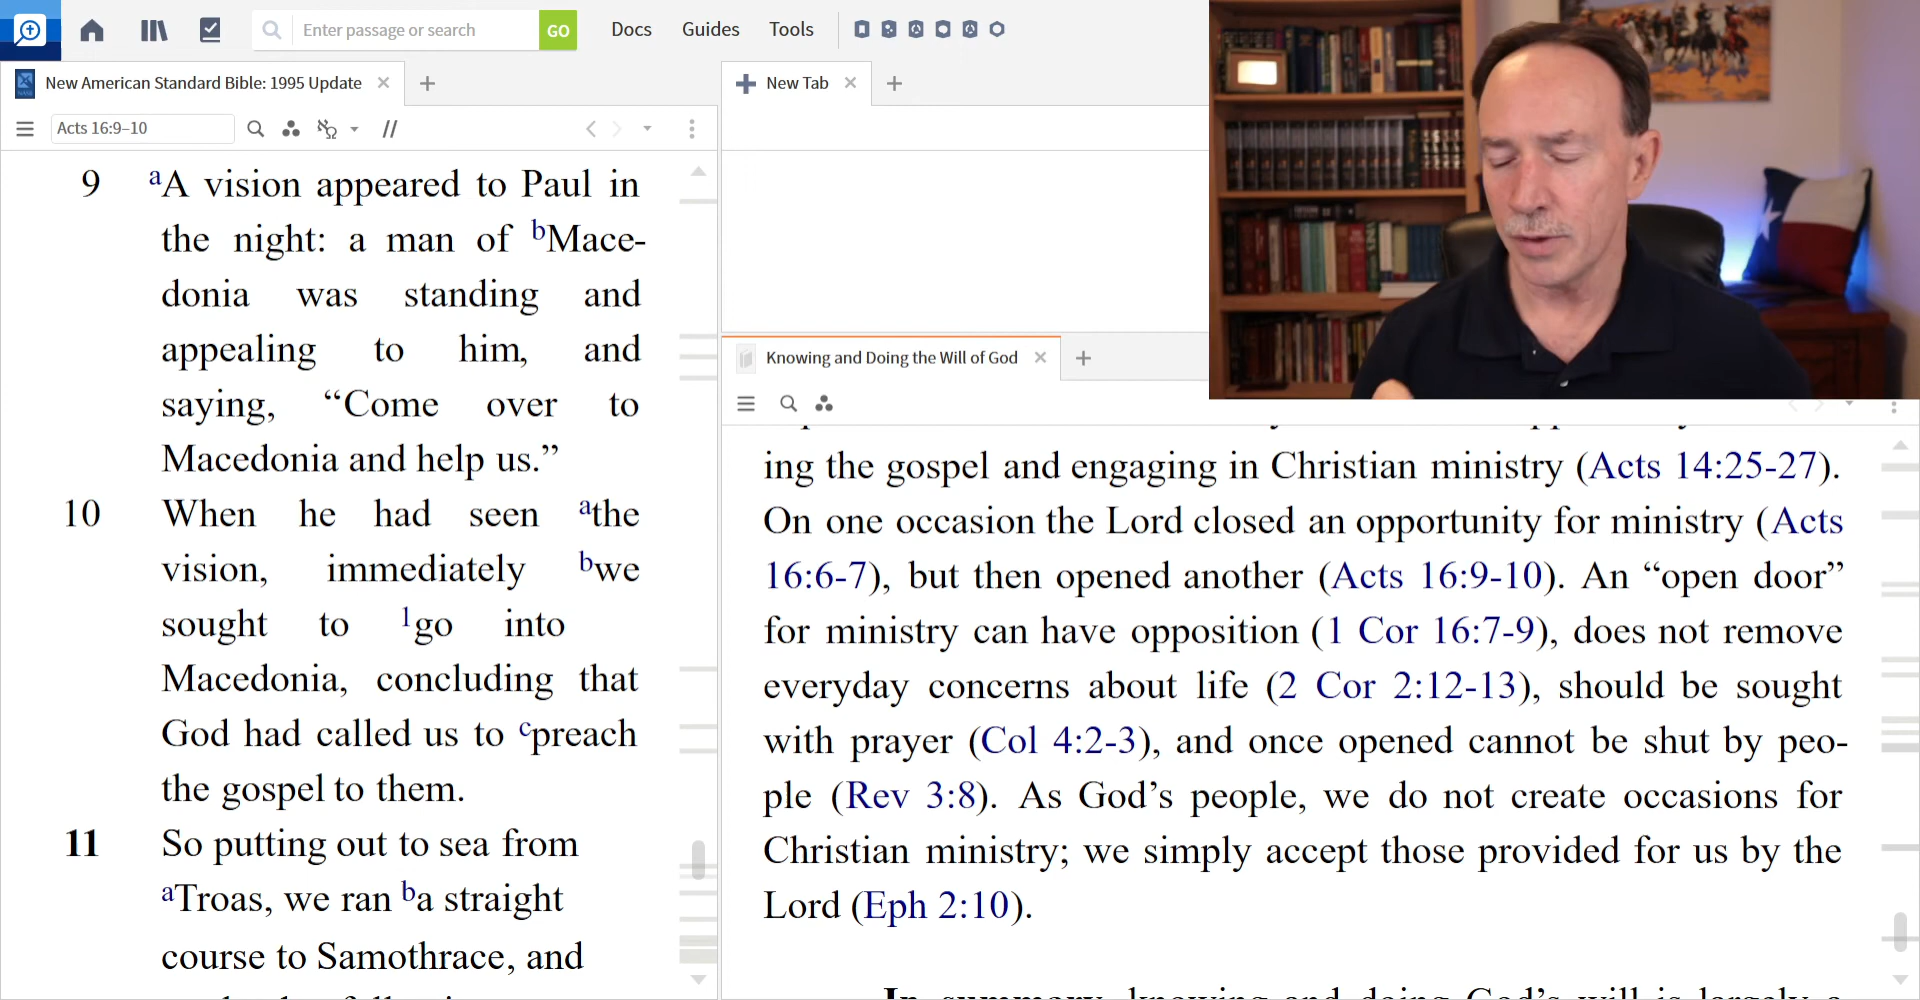 Enter passage or search
GO
Docs
Guides
Tools
New American Standard Bible: 1995 Update
New Tab
Acts 16:9–10
9 aA vision appeared to Paul in
the night: a man of bMace-
donia was standing and
appealing to him, and
saying, “Come over to
Macedonia and help us.”
10 When he had seen athe
vision, immediately bwe
sought to 1go into
Macedonia, concluding that
God had called us to cpreach
the gospel to them.
11 So putting out to sea from
aTroas, we ran ba straight
course to Samothrace, and
Knowing and Doing the Will of God
ing the gospel and engaging in Christian ministry (Acts 14:25-27).
On one occasion the Lord closed an opportunity for ministry (Acts
16:6-7), but then opened another (Acts 16:9-10). An “open door”
for ministry can have opposition (1 Cor 16:7-9), does not remove
everyday concerns about life (2 Cor 2:12-13), should be sought
with prayer (Col 4:2-3), and once opened cannot be shut by peo-
ple (Rev 3:8). As God’s people, we do not create occasions for
Christian ministry; we simply accept those provided for us by the
Lord (Eph 2:10).
In summary, knowing and doing God’s will is largely a